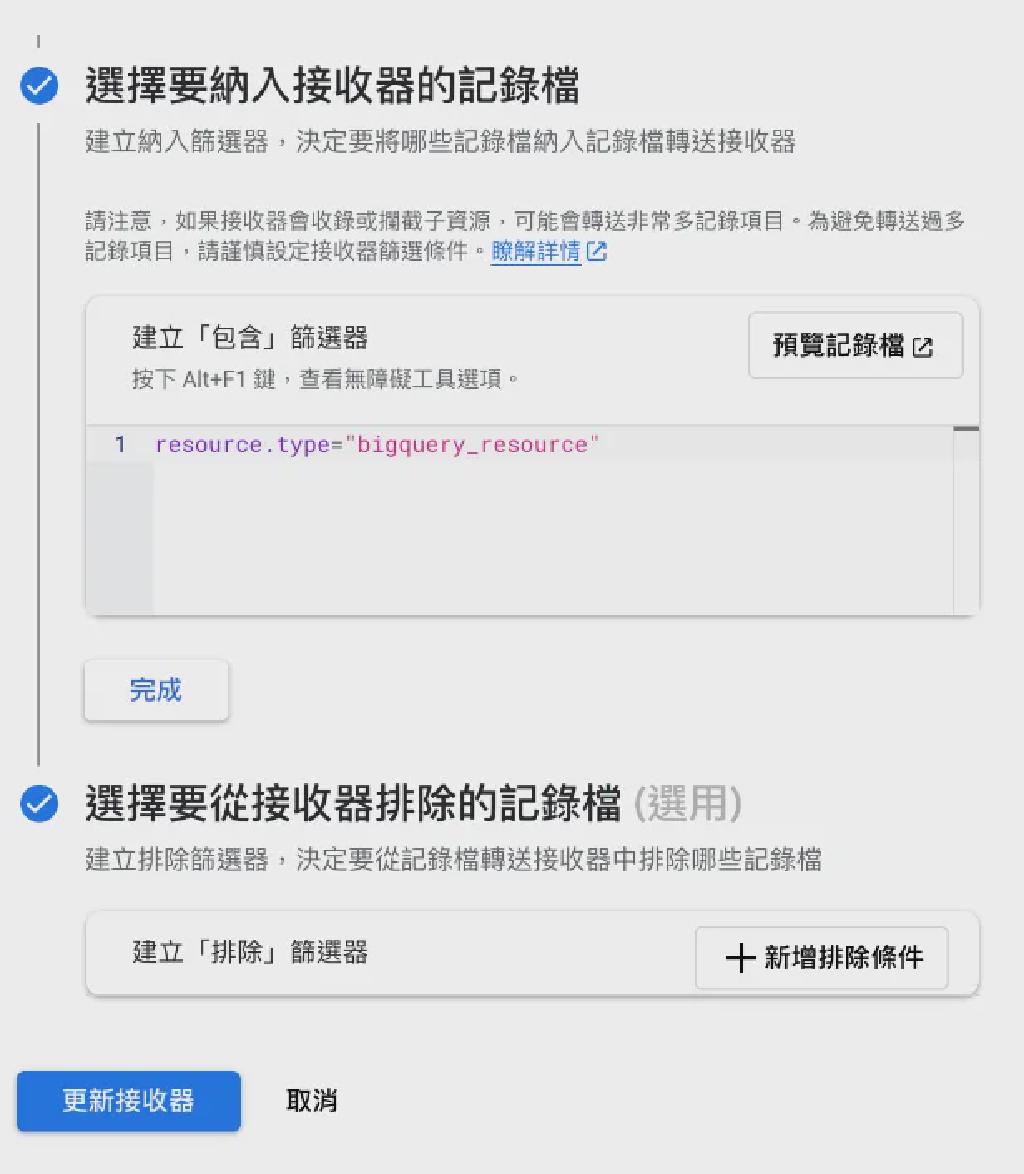 選擇要納入接收器的記錄檔
建立納入篩選器，決定要將哪些記錄檔納入記錄檔轉送接收器
請注意，如果接收器會收錄或攔截子資源，可能會轉送非常多記錄項目。為避免轉送過多
記錄項目，請謹慎設定接收器篩選條件。瞭解詳情
建立「包含」篩選器
預覽記錄檔
按下 Alt+F1 鍵，查看無障礙工具選項。
1 resource.type="bigquery_resource"
完成
選擇要從接收器排除的記錄檔 (選用)
建立排除篩選器，決定要從記錄檔轉送接收器中排除哪些記錄檔
建立「排除」篩選器
新增排除條件
更新接收器 取消